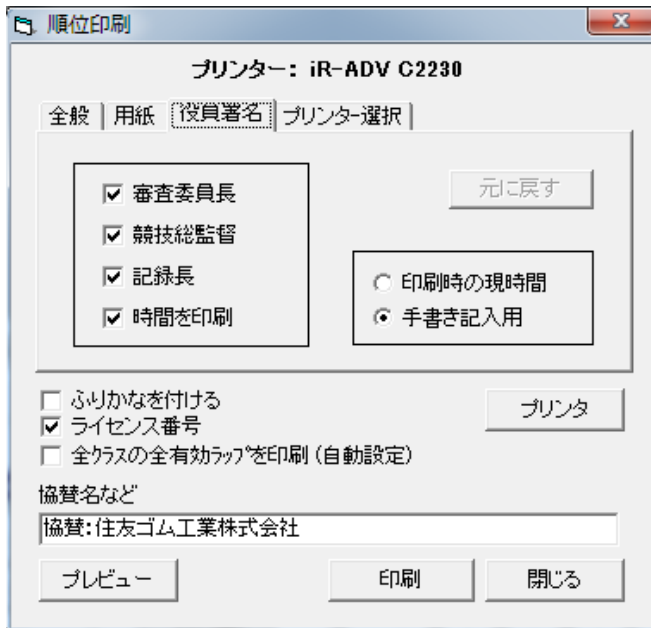 順位印刷
プリンター: iR-ADV C2230
全般 用紙 役員署名 プリンター選択
審査委員長
元に戻す
競技総監督
記録長
印刷時の現時間
時間を印刷
手書き記入用
ふりかなを付ける
プリンタ
ライセンス番号
全クラスの全有効ラップを印刷(自動設定)
協賛名など
協賛:住友ゴム工業株式会社
プレビュー 印刷 閉じる